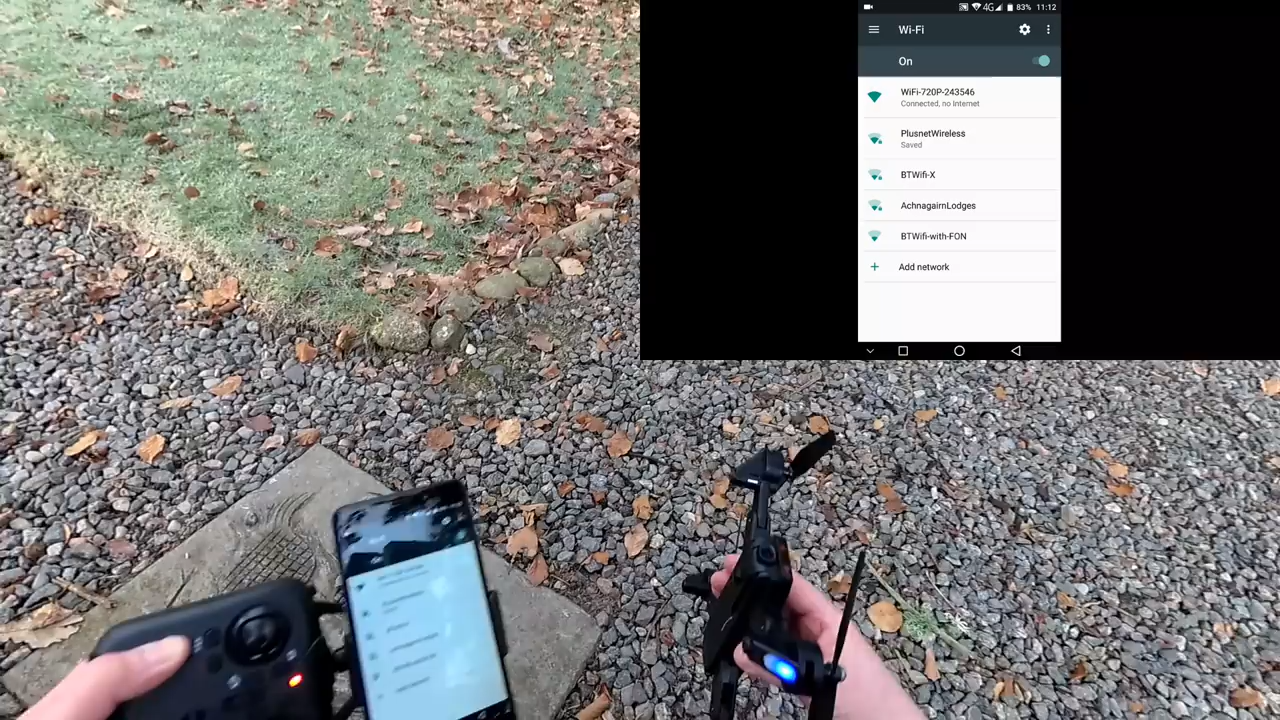 4G 83% 11:12
Wi-Fi
On
WiFi-720P-243546
Connected, no Internet
PlusnetWireless
Saved
BTWifi-X
AchnagairnLodges
BTWifi-with-FON
Add network